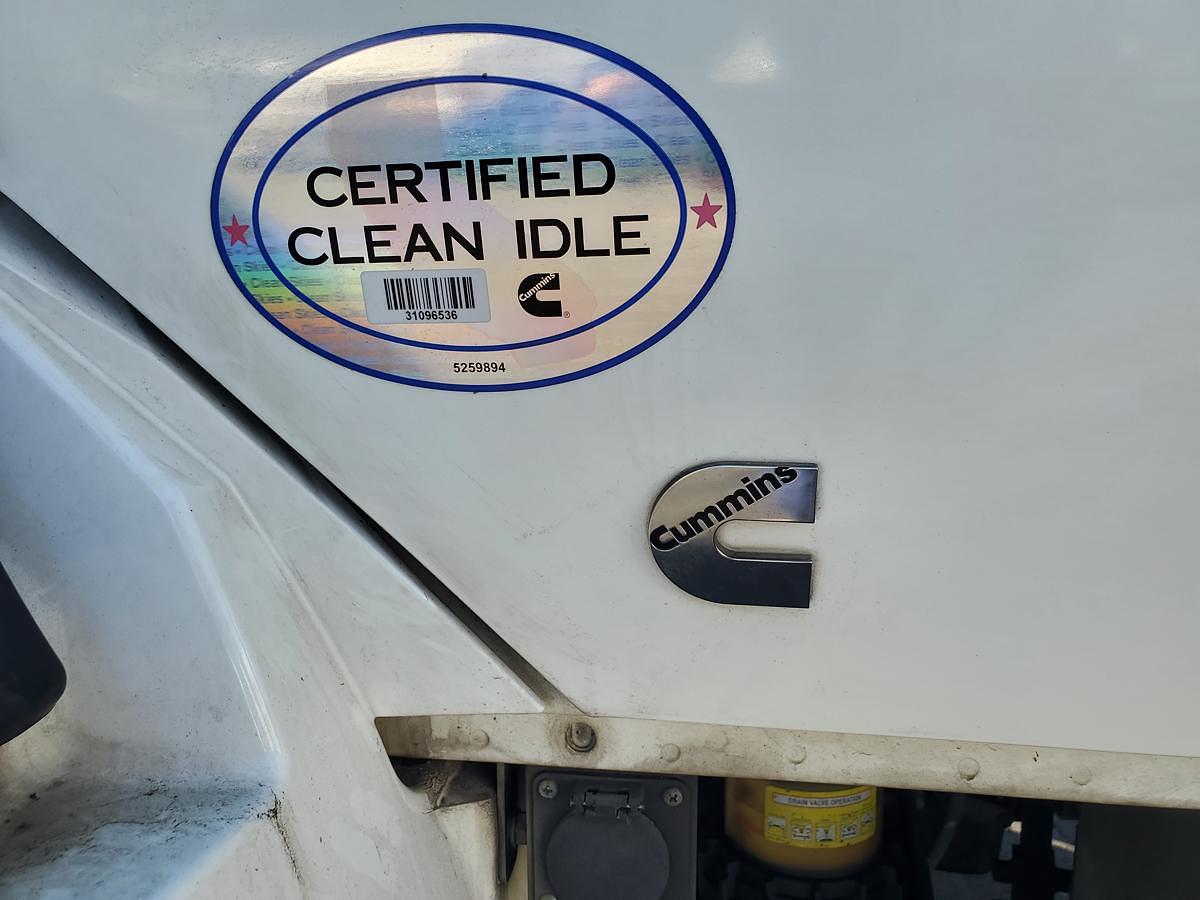 CERTIFIED
CLEAN IDLE
31096536
Cummins
5259894
Cummins
DRAIN VALVE OPERATION